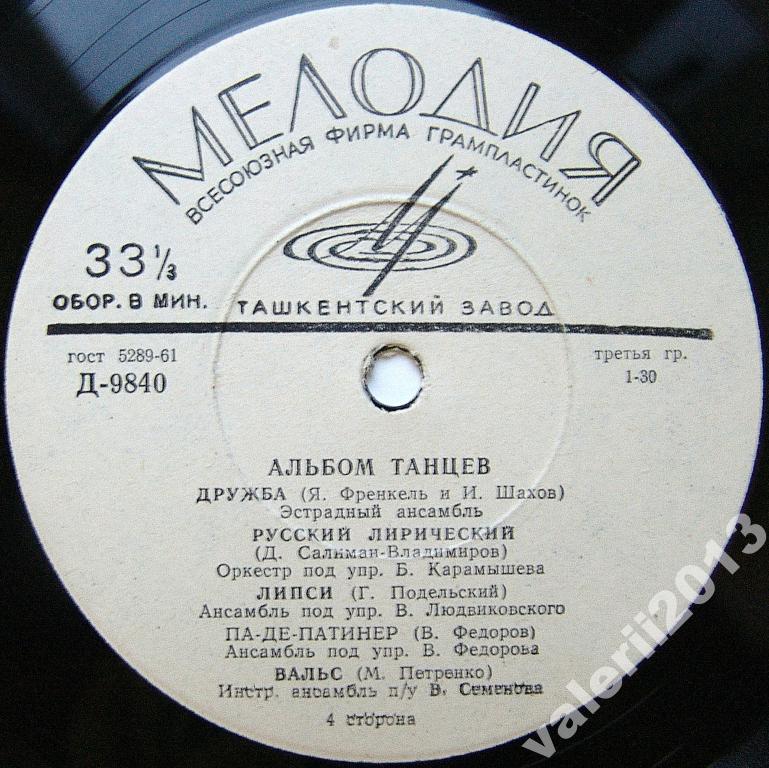 МЕЛОДИЯ
ВСЕСОЮЗНАЯ ФИРМА ГРАМПЛАСТИНОК
33 1/3
ОБОР. В МИН.
ТАШКЕНТСКИЙ ЗАВОД
гост 5289-61
третья гр.
Д-9840
1-30
АЛЬБОМ ТАНЦЕВ
ДРУЖБА (Я. Френкель и И. Шахов)
Эстрадный ансамбль
РУССКИЙ ЛИРИЧЕСКИЙ
(Д. Салиман-Владимиров)
Оркестр под упр. Б. Карамышева
ЛИПСИ (Г. Подельский)
Ансамбль под упр. В. Людвиковского
ПА-ДЕ-ПАТИНЕР (В. Федоров)
Ансамбль под упр. В. Федорова
ВАЛЬС (М. Петренко)
Инстр. ансамбль п/у В. Семенова
4 сторона
valerii2013